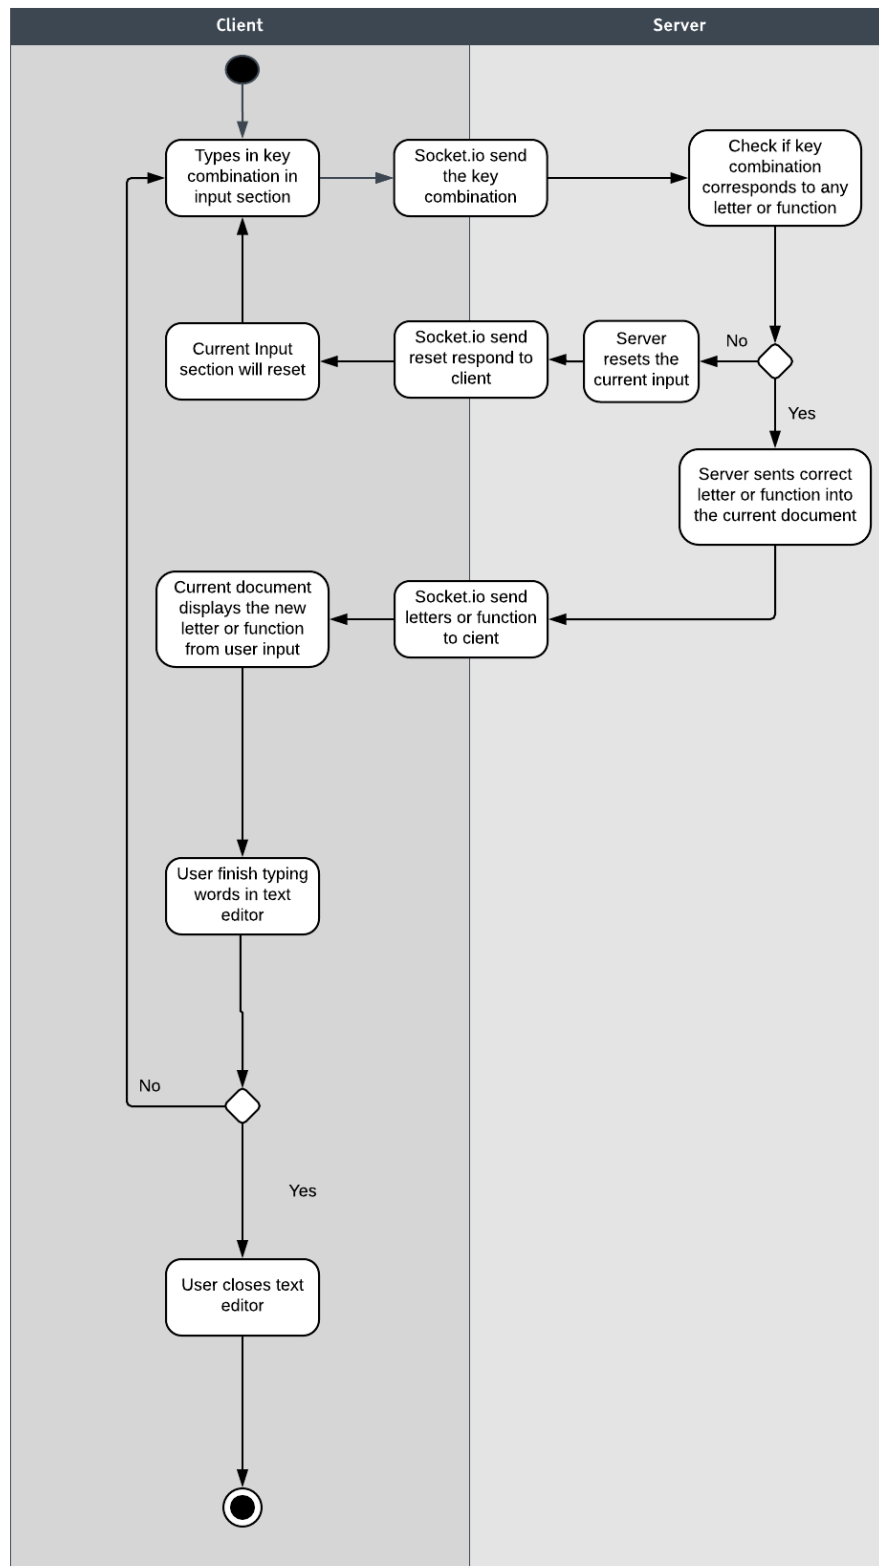 Client
Server
Types in key
combination in
input section
Socket.io send
the key
combination
Check if key
combination
corresponds to any
letter or function
Current Input
section will reset
Socket.io send
reset respond to
client
Server
resets the
current input
No
Yes
Server sents correct
letter or function into
the current document
Current document
displays the new
letter or function
from user input
Socket.io send
letters or function
to cient
User finish typing
words in text
editor
No
Yes
User closes text
editor